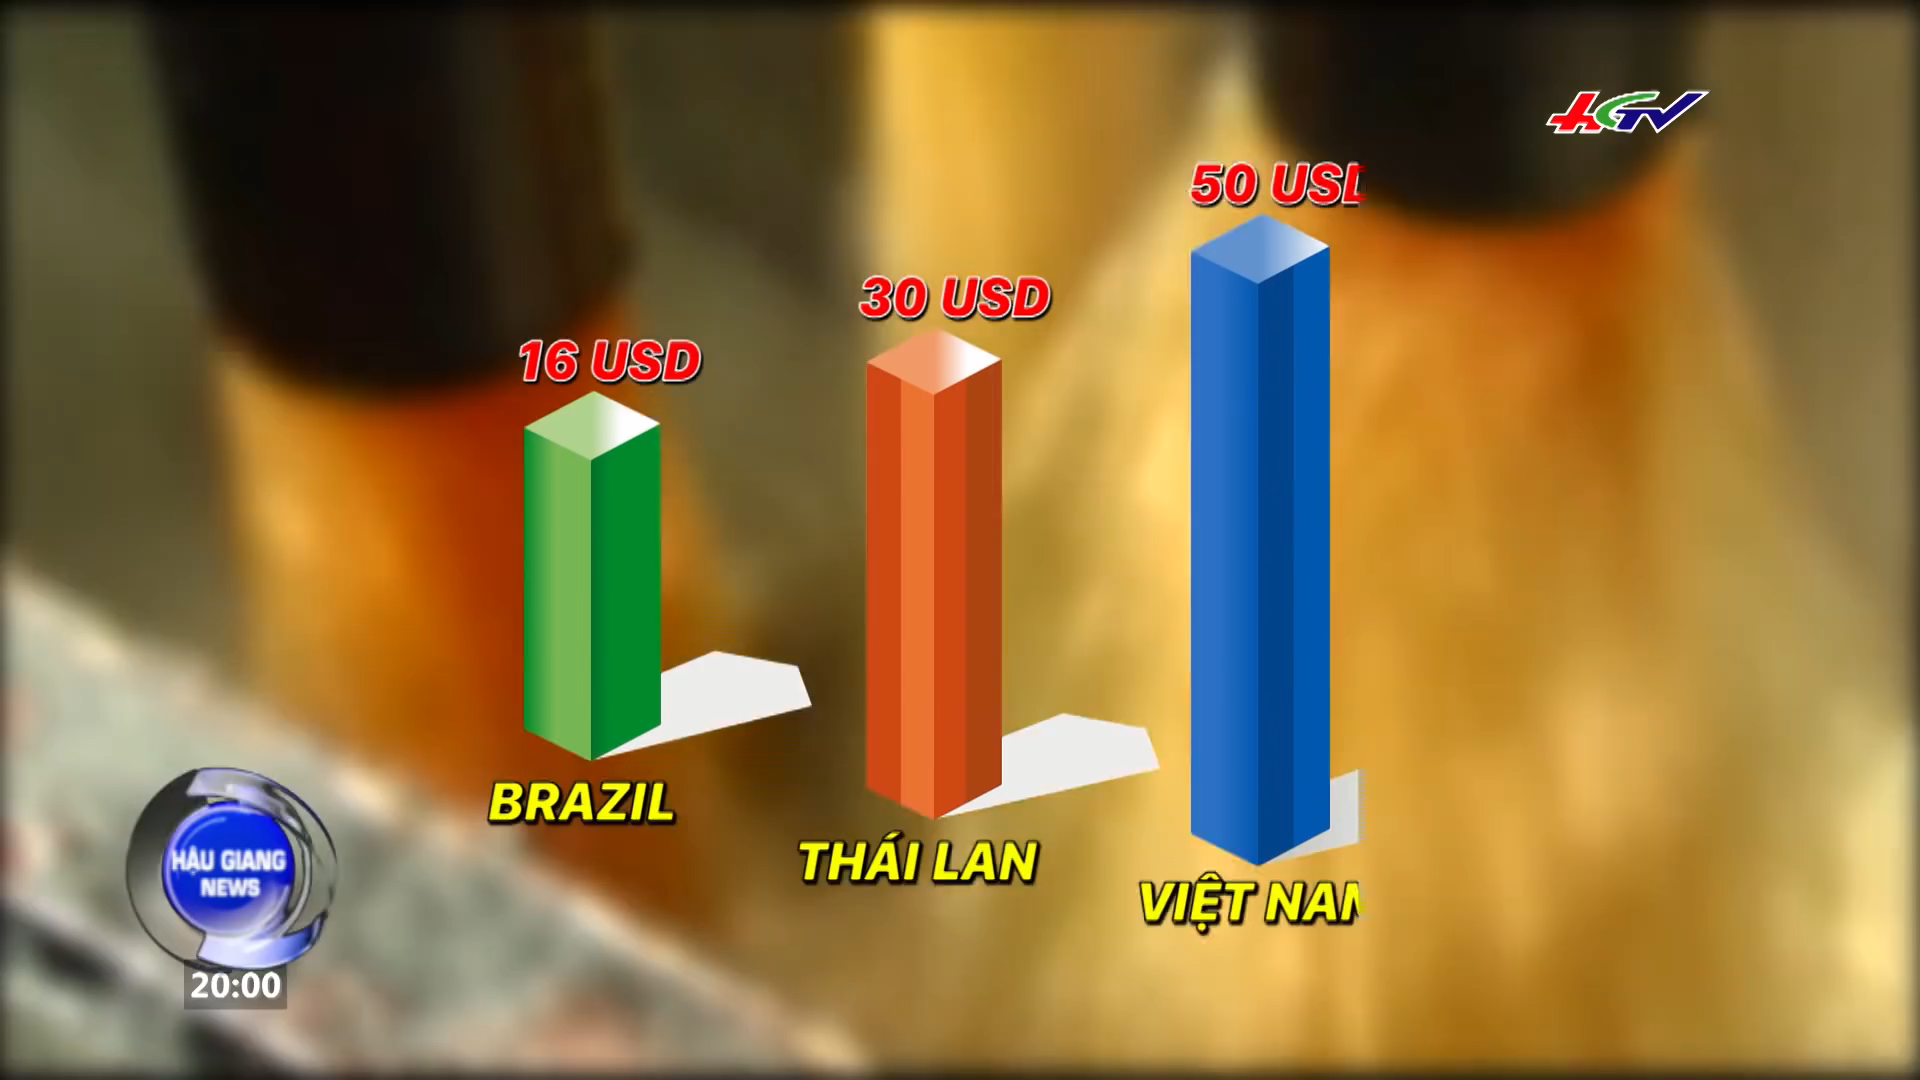 HGTV
50 USD
30 USD
16 USD
BRAZIL
THÁI LAN
VIỆT NAM
HẬU GIANG
NEWS
20:00